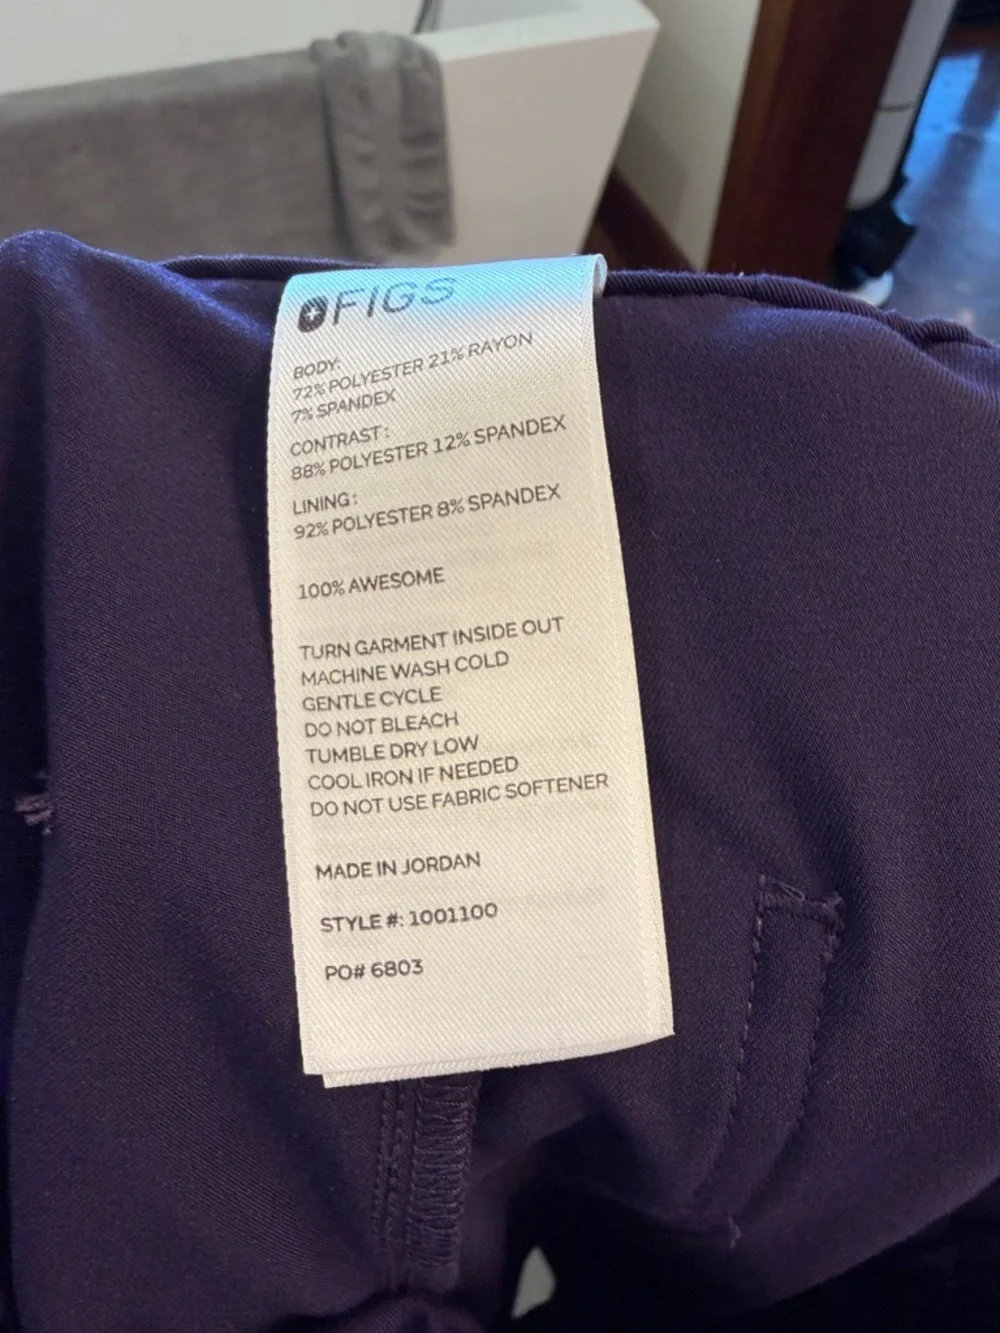 FIGS
BODY:
72% POLYESTER 21% RAYON
7% SPANDEX
CONTRAST:
88% POLYESTER 12% SPANDEX
LINING:
92% POLYESTER 8% SPANDEX
100% AWESOME
TURN GARMENT INSIDE OUT
MACHINE WASH COLD
GENTLE CYCLE
DO NOT BLEACH
TUMBLE DRY LOW
COOL IRON IF NEEDED
DO NOT USE FABRIC SOFTENER
MADE IN JORDAN
STYLE #: 1001100
PO# 6803